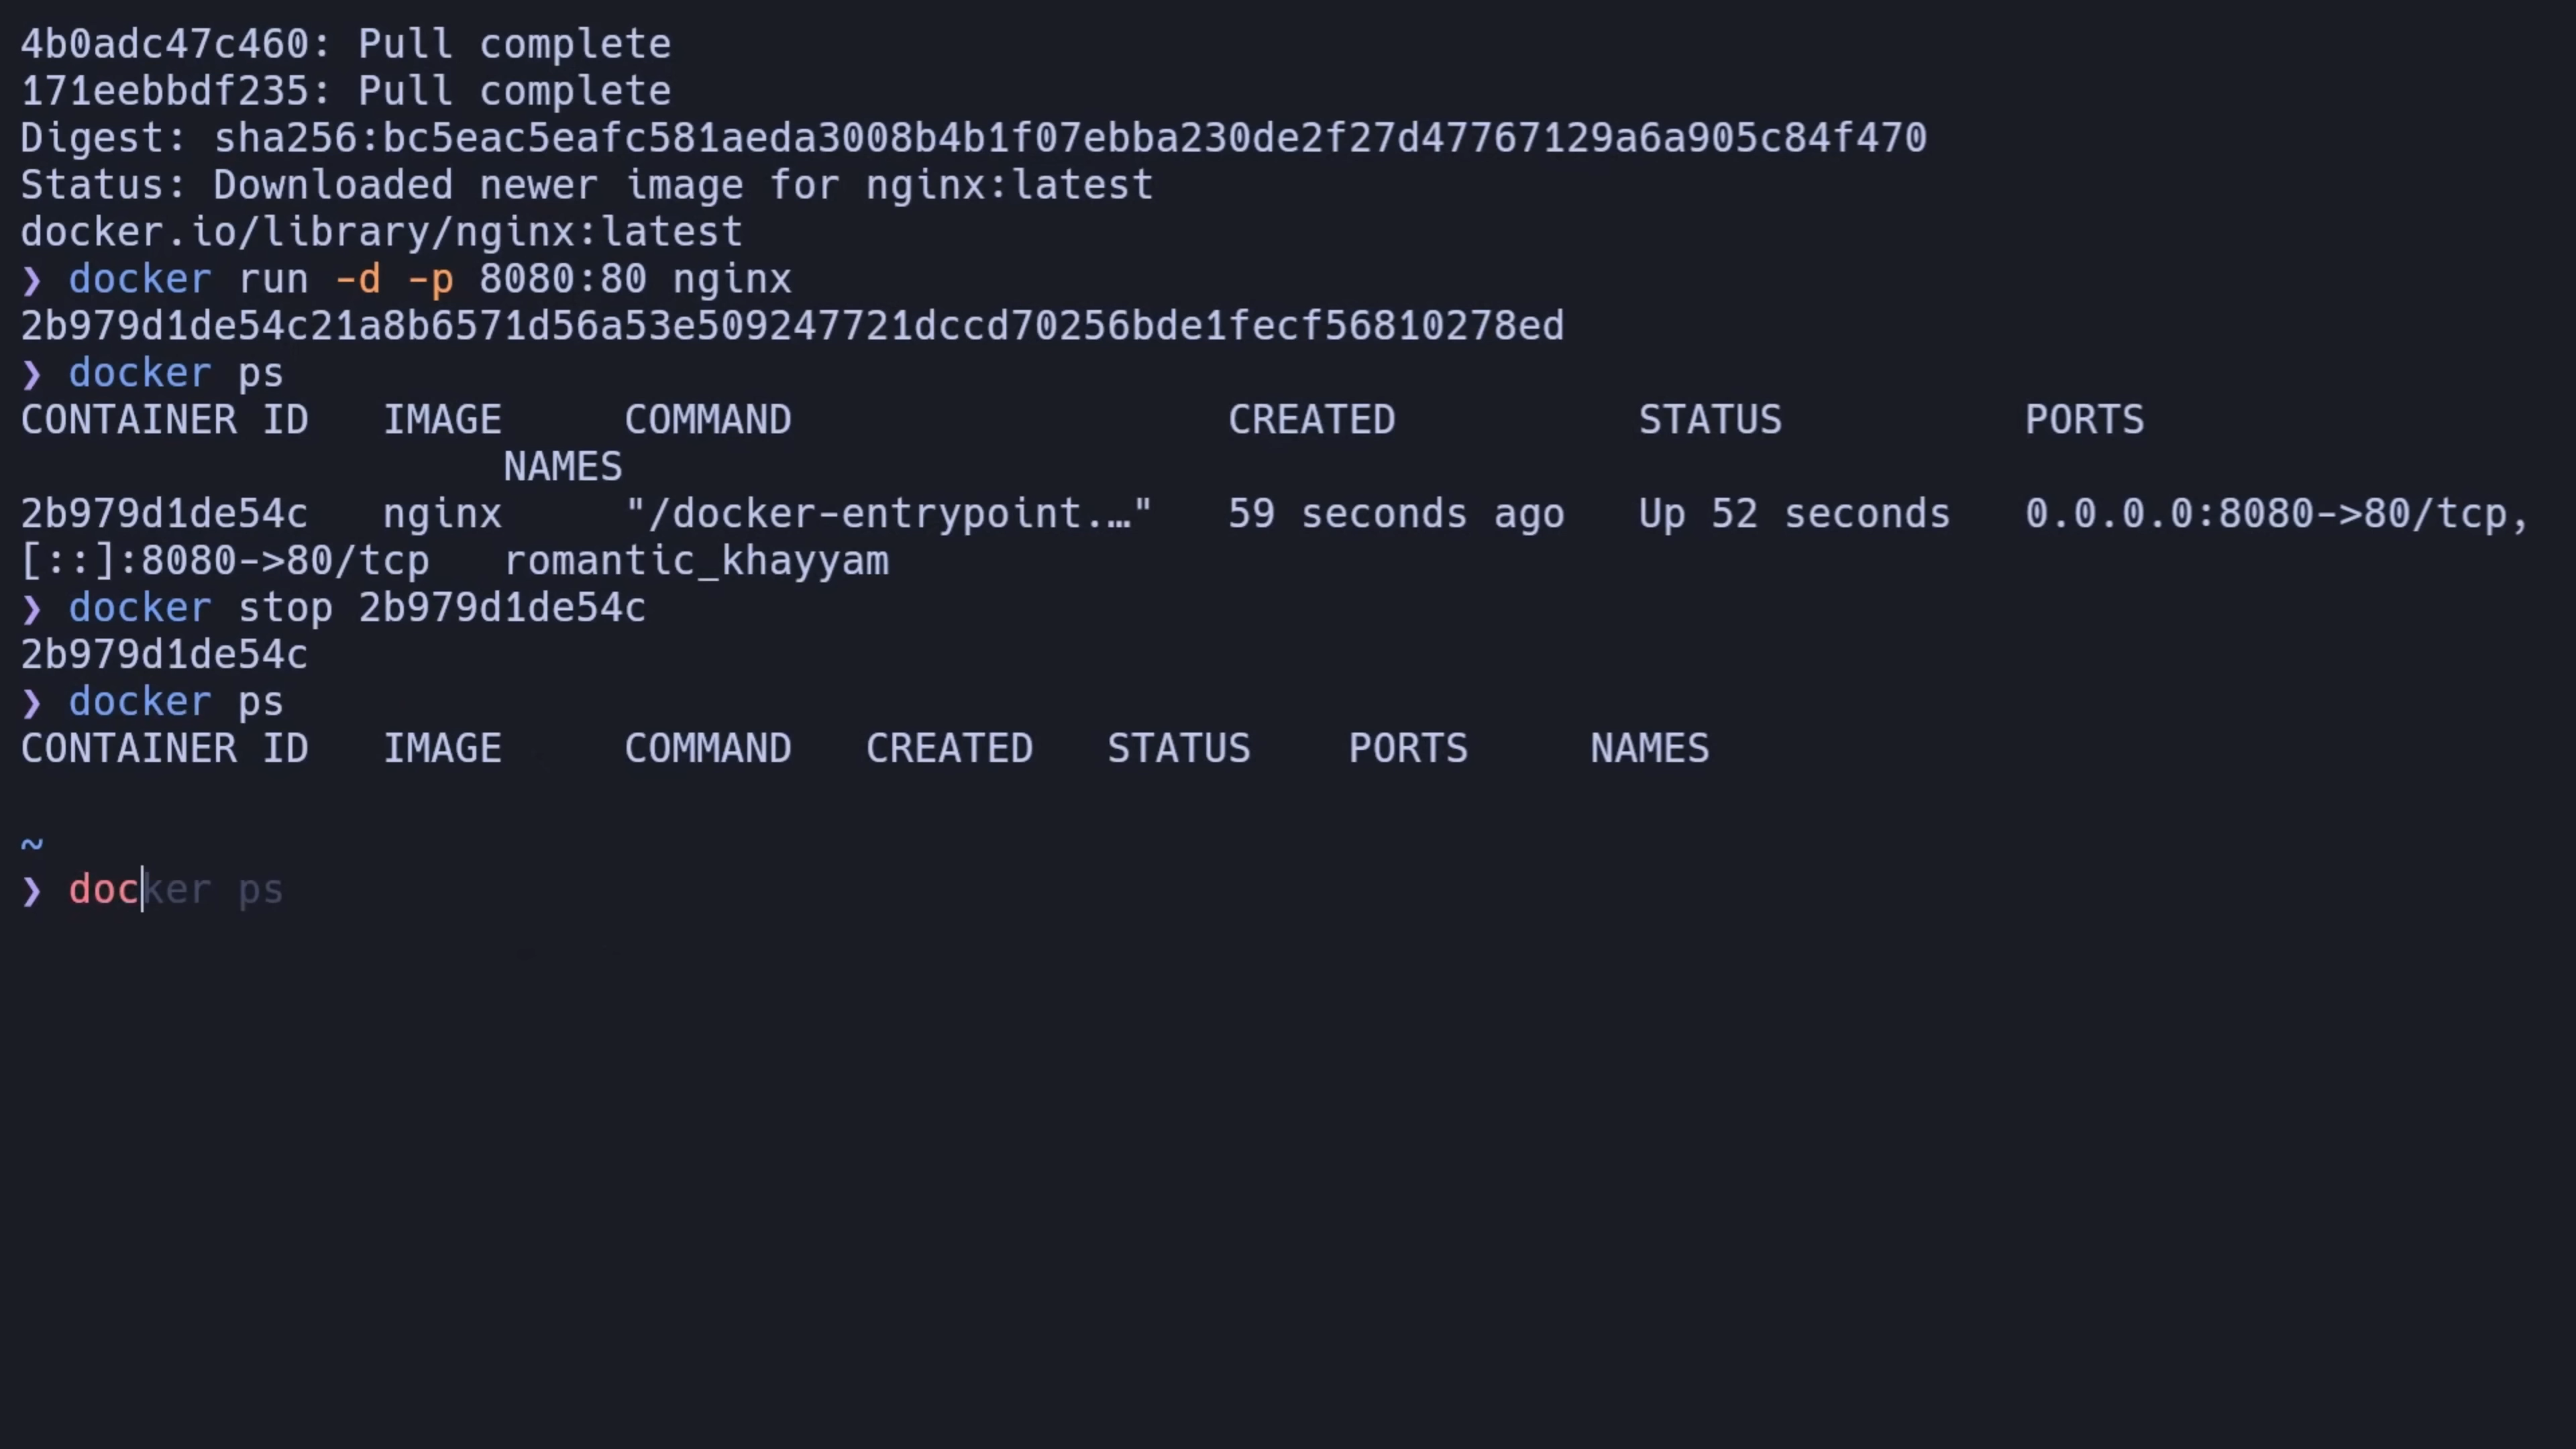 4b0adc47c460: Pull complete
171eebbdf235: Pull complete
Digest: sha256:bc5eac5eafc581aeda3008b4b1f07ebba230de2f27d47767129a6a905c84f470
Status: Downloaded newer image for nginx:latest
docker.io/library/nginx:latest
❯ docker run -d -p 8080:80 nginx
2b979d1de54c21a8b6571d56a53e509247721dccd70256bde1fecf56810278ed
❯ docker ps
CONTAINER ID   IMAGE     COMMAND                  CREATED          STATUS          PORTS
                    NAMES
2b979d1de54c   nginx     "/docker-entrypoint.…"   59 seconds ago   Up 52 seconds   0.0.0.0:8080->80/tcp,
[::]:8080->80/tcp   romantic_khayyam
❯ docker stop 2b979d1de54c
2b979d1de54c
❯ docker ps
CONTAINER ID   IMAGE     COMMAND   CREATED   STATUS    PORTS     NAMES
~
❯ docker ps